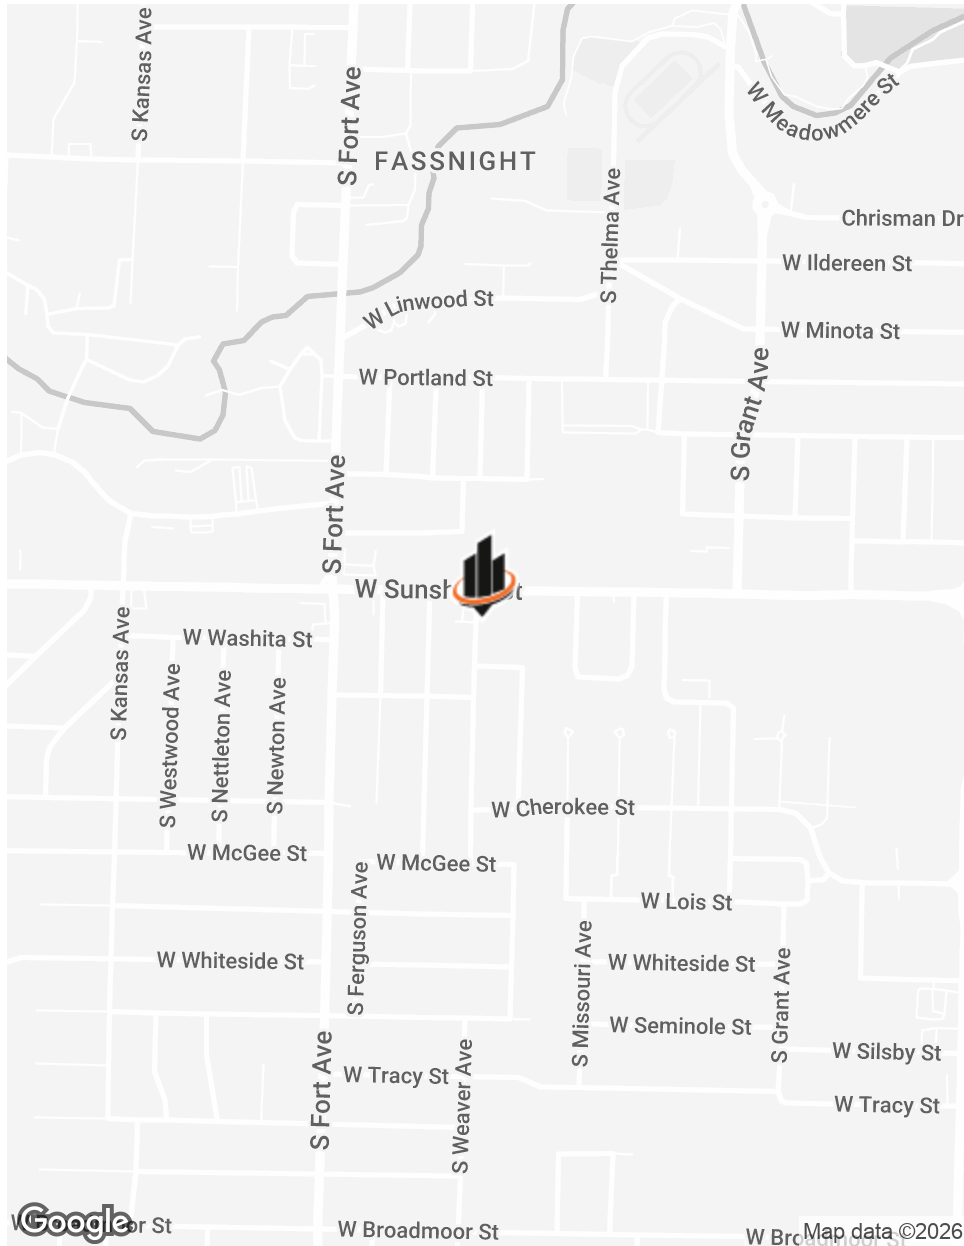 S Kansas Ave
S Fort Ave
W Meadowmere St
FASSNIGHT
S Thelma Ave
Chrisman Dr
W Ildereen St
W Linwood St
W Minota St
W Portland St
S Grant Ave
S Fort Ave
W Sunsh
t
S Kansas Ave
W Washita St
S Westwood Ave
S Nettleton Ave
S Newton Ave
W Cherokee St
W McGee St
W McGee St
S Ferguson Ave
W Lois St
W Whiteside St
S Missouri Ave
W Whiteside St
S Grant Ave
W Seminole St
S Fort Ave
W Silsby St
W Tracy St
S Weaver Ave
W Tracy St
Google
or St
W Broadmoor St
W Broadmoor St
Map data ©2026